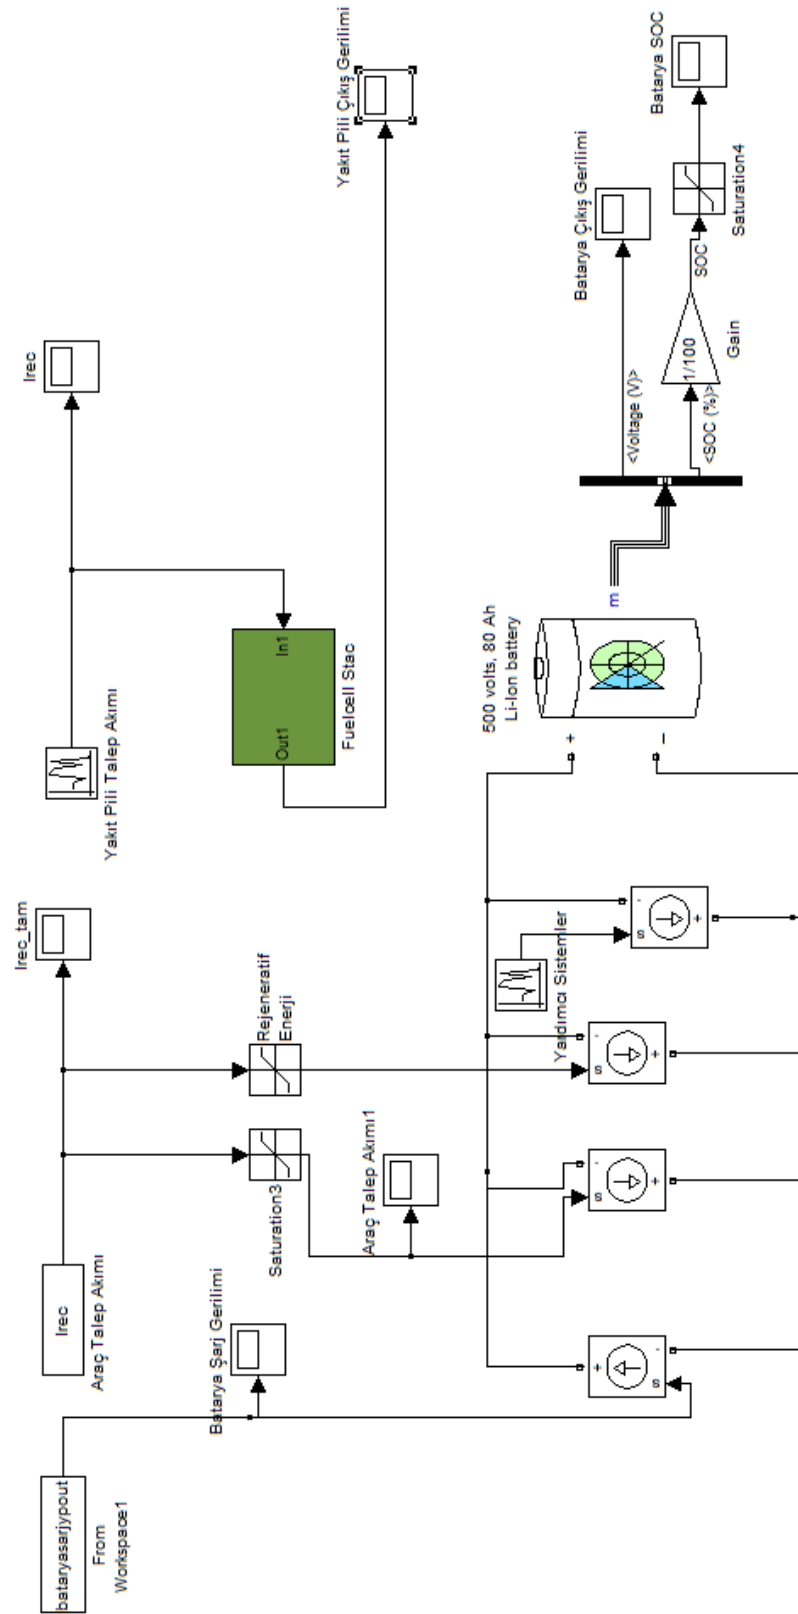 bataryasarjypout
From
Workspace1
Irec
Araç Talep Akımı
Batarya Şarj Gerilimi
Irec_tam
Saturation3
Rejeneratif
Enerji
Araç Talep Akımı1
Yardımcı Sistemler
s
+
-
s
-
+
s
-
+
s
-
+
Yakıt Pili Talep Akımı
Irec
Out1
In1
Fuelcell Stac
Yakıt Pili Çıkış Gerilimi
500 volts, 80 Ah
Li-Ion battery
+
–
m
<Voltage (V)>
<SOC (%)>
Batarya Çıkış Gerilimi
1/100
Gain
SOC
Saturation4
Batarya SOC